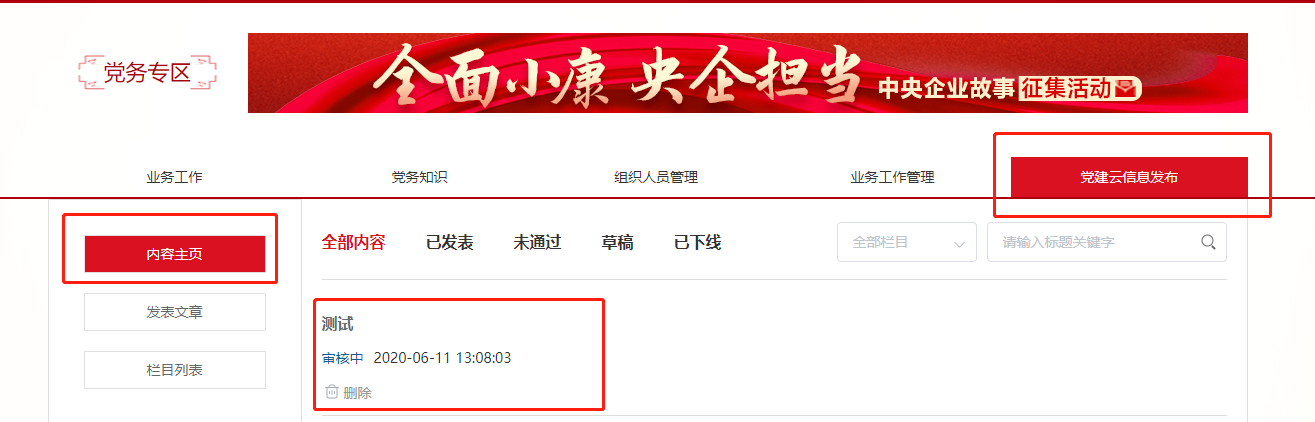 党务专区
全面小康 央企担当 中央企业故事 征集活动
业务工作 党务知识 组织人员管理 业务工作管理 党建云信息发布
内容主页
发表文章
栏目列表
全部内容 已发表 未通过 草稿 已下线 全部栏目 请输入标题关键字
测试
审核中 2020-06-11 13:08:03
删除